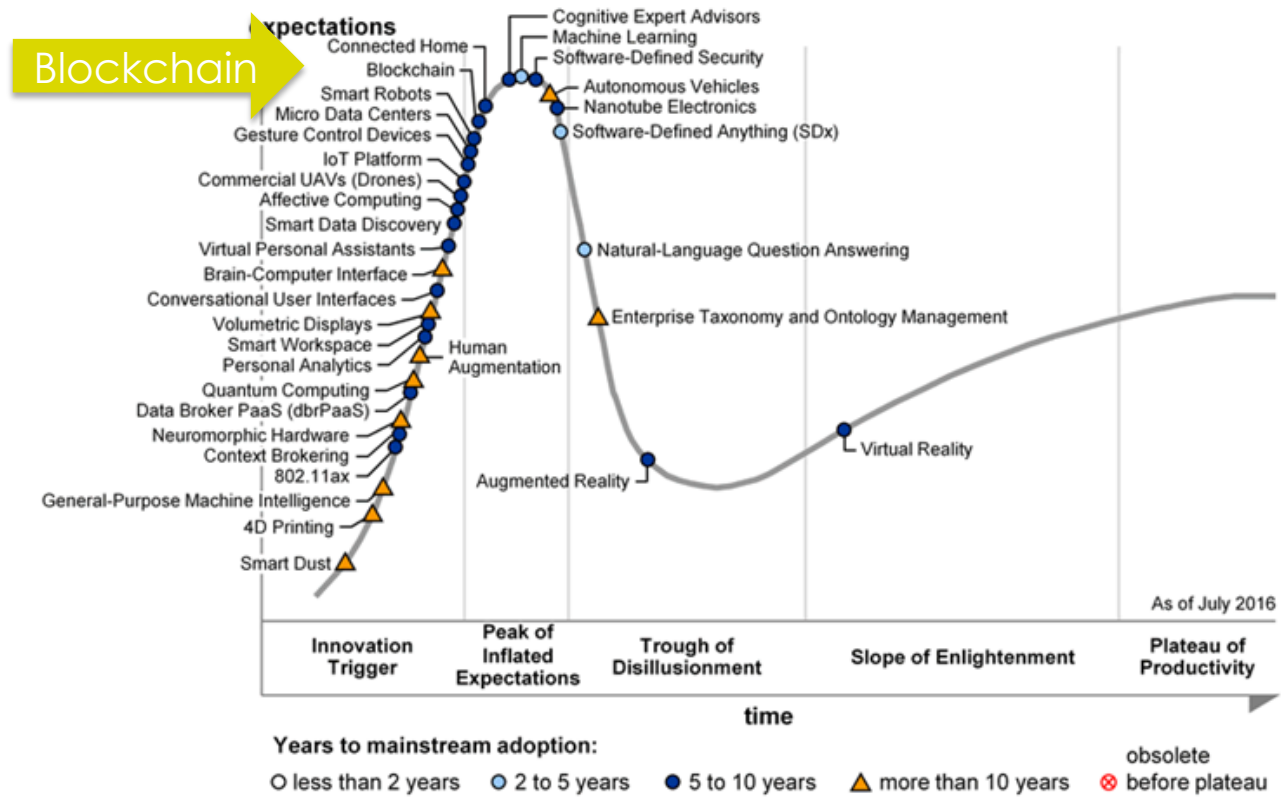 expectations
Blockchain
Connected Home
Blockchain
Smart Robots
Micro Data Centers
Gesture Control Devices
IoT Platform
Commercial UAVs (Drones)
Affective Computing
Smart Data Discovery
Virtual Personal Assistants
Brain-Computer Interface
Conversational User Interfaces
Volumetric Displays
Smart Workspace
Personal Analytics
Quantum Computing
Data Broker PaaS (dbrPaaS)
Neuromorphic Hardware
Context Brokering
802.11ax
General-Purpose Machine Intelligence
4D Printing
Smart Dust
Human
Augmentation
Cognitive Expert Advisors
Machine Learning
Software-Defined Security
Autonomous Vehicles
Nanotube Electronics
Software-Defined Anything (SDx)
Natural-Language Question Answering
Enterprise Taxonomy and Ontology Management
Augmented Reality
Virtual Reality
As of July 2016
Innovation
Trigger
Peak of
Inflated
Expectations
Trough of
Disillusionment
Slope of Enlightenment
Plateau of
Productivity
time
Years to mainstream adoption:
less than 2 years
2 to 5 years
5 to 10 years
more than 10 years
obsolete
before plateau